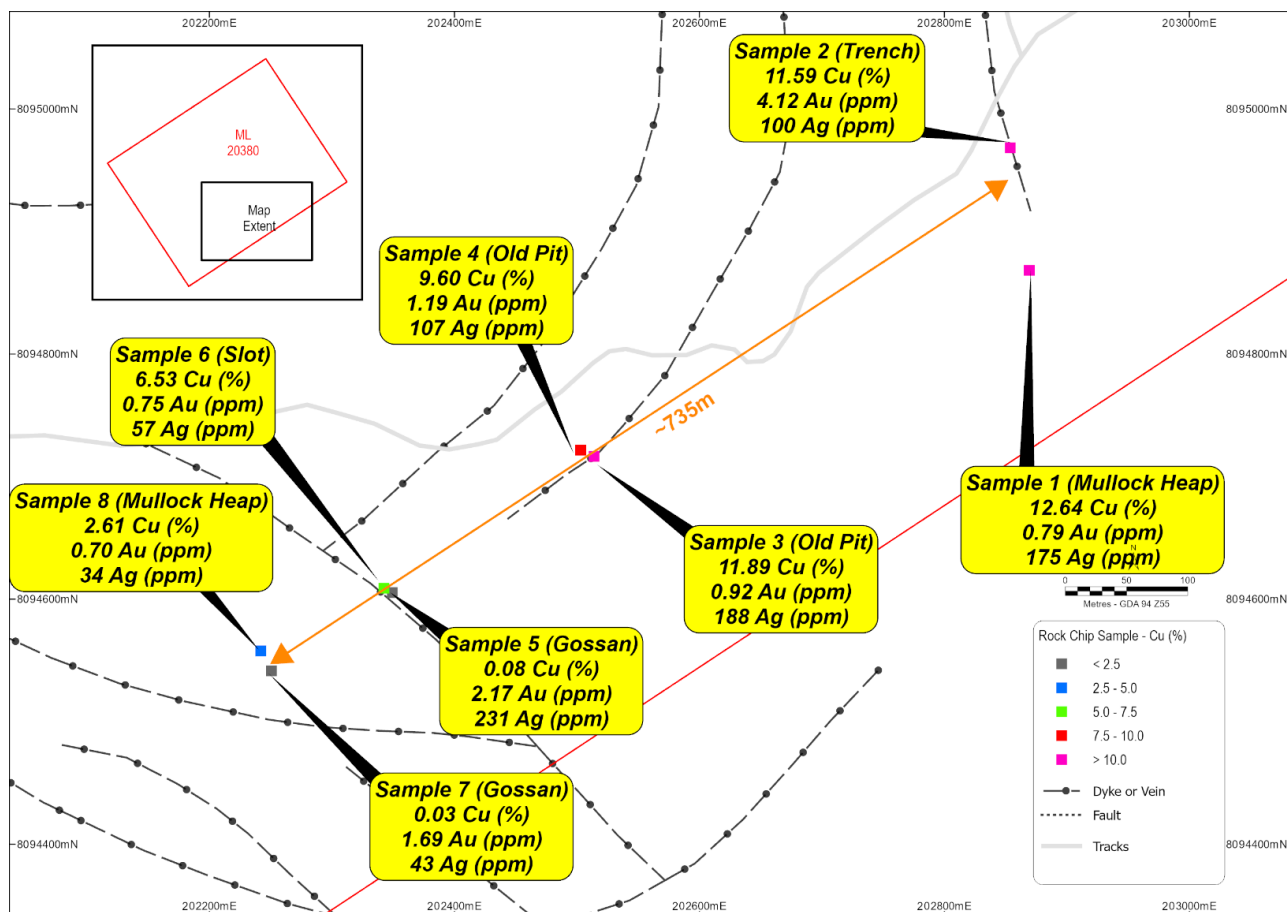 202200mE
202400mE
202600mE
202800mE
203000mE
8095000mN
8095000mN
8094800mN
8094800mN
8094600mN
8094600mN
8094400mN
8094400mN
202200mE
202400mE
202600mE
202800mE
203000mE
ML
20380
Map
Extent
Sample 2 (Trench)
11.59 Cu (%)
4.12 Au (ppm)
100 Ag (ppm)
Sample 4 (Old Pit)
9.60 Cu (%)
1.19 Au (ppm)
107 Ag (ppm)
Sample 6 (Slot)
6.53 Cu (%)
0.75 Au (ppm)
57 Ag (ppm)
~735m
Sample 8 (Mullock Heap)
2.61 Cu (%)
0.70 Au (ppm)
34 Ag (ppm)
Sample 1 (Mullock Heap)
12.64 Cu (%)
0.79 Au (ppm)
175 Ag (ppm)
Sample 3 (Old Pit)
11.89 Cu (%)
0.92 Au (ppm)
188 Ag (ppm)
Sample 5 (Gossan)
0.08 Cu (%)
2.17 Au (ppm)
231 Ag (ppm)
Sample 7 (Gossan)
0.03 Cu (%)
1.69 Au (ppm)
43 Ag (ppm)
N
0 50 100
Metres - GDA 94 Z55
Rock Chip Sample - Cu (%)
< 2.5
2.5 - 5.0
5.0 - 7.5
7.5 - 10.0
> 10.0
Dyke or Vein
Fault
Tracks